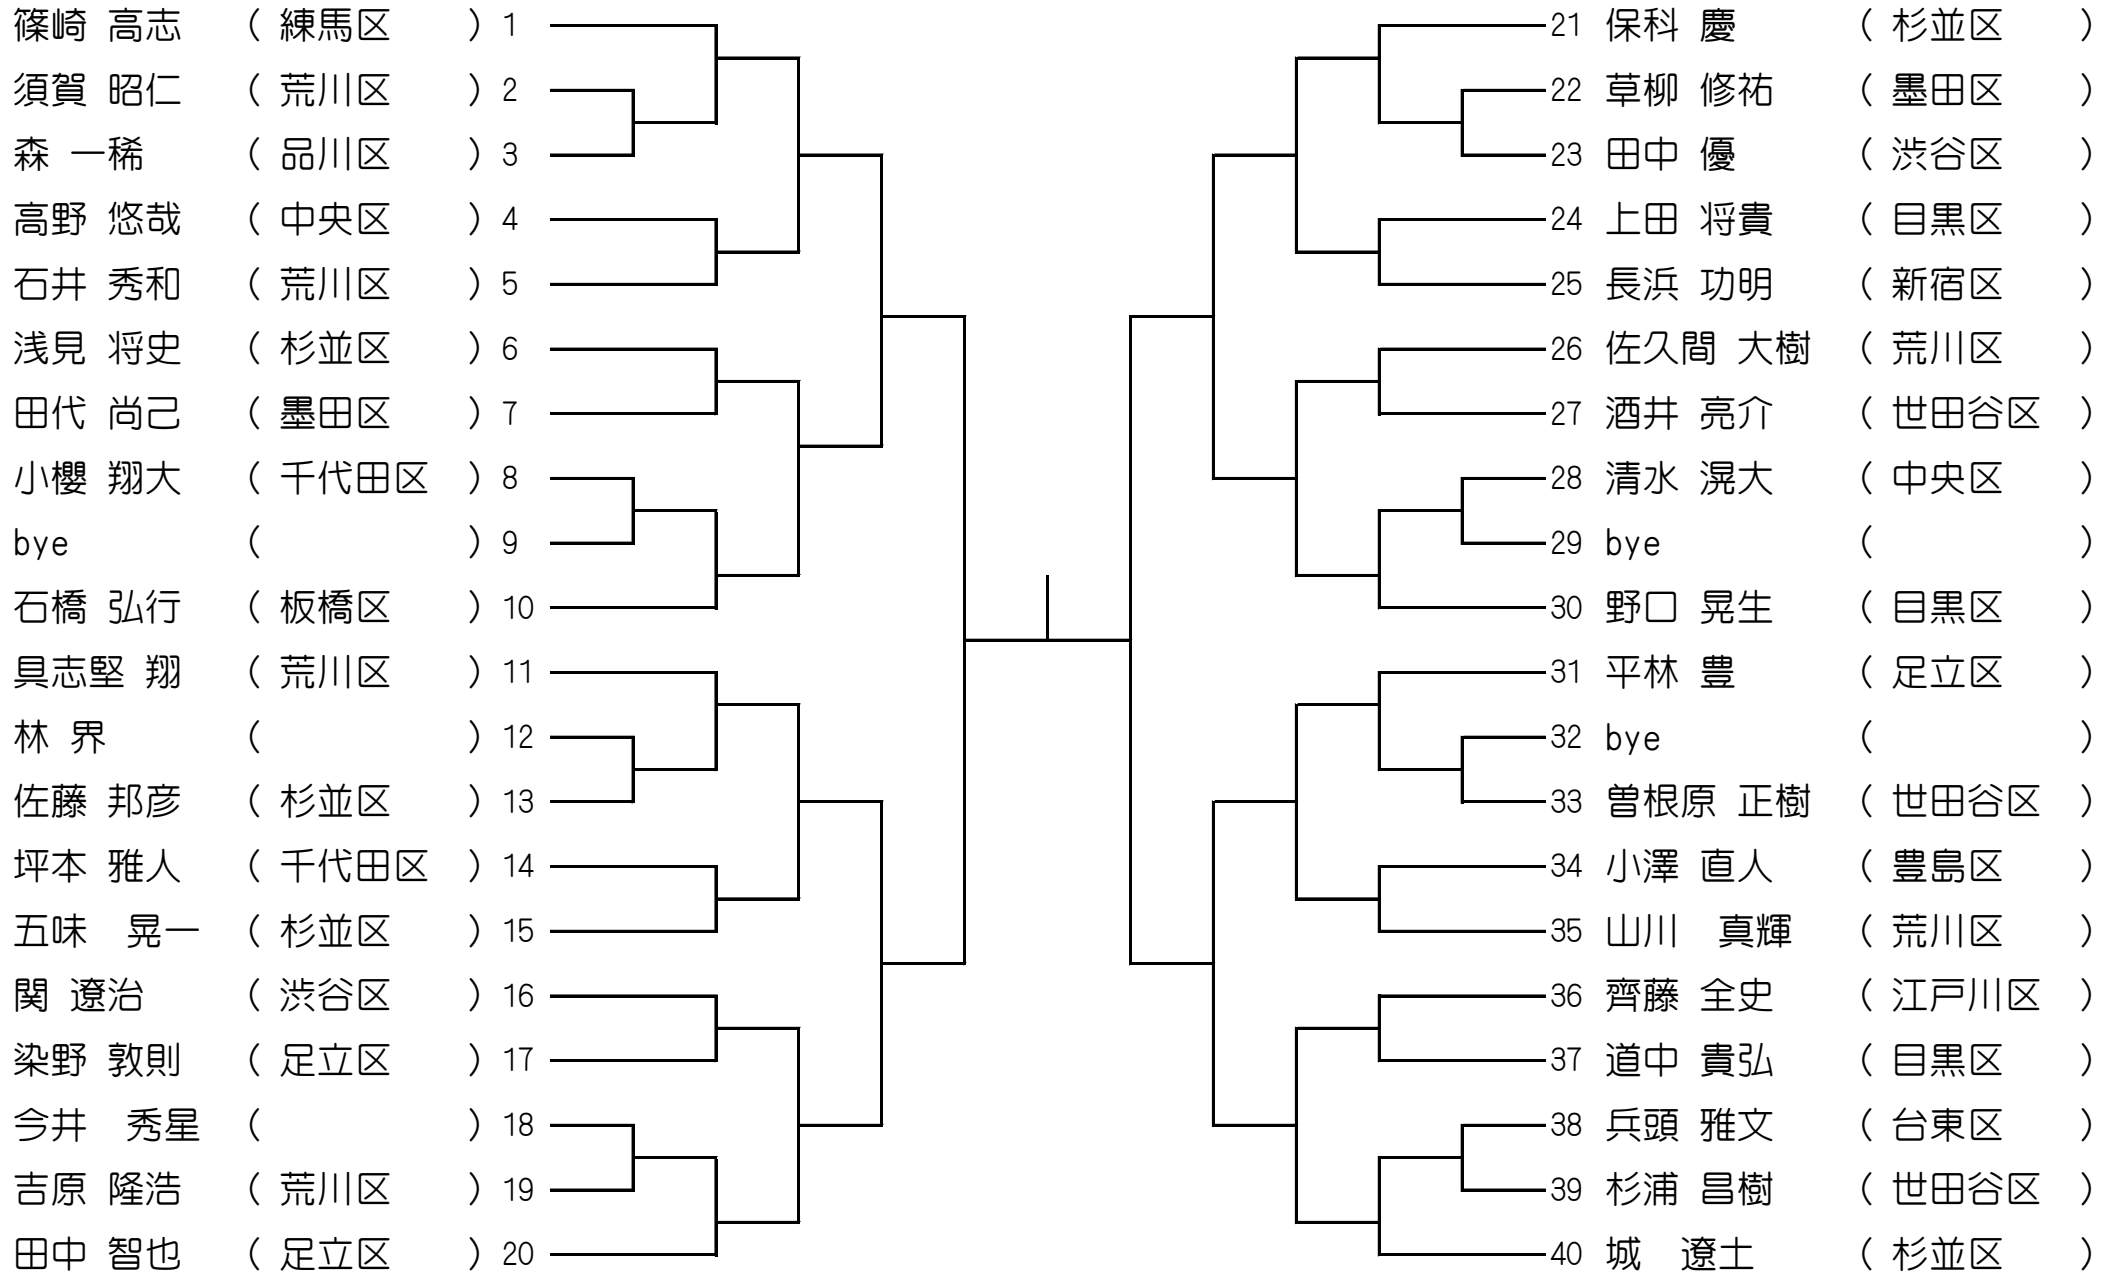 篠崎 高志 ( 練馬区 ) 1
須賀 昭仁 ( 荒川区 ) 2
森 一稀 ( 品川区 ) 3
高野 悠哉 ( 中央区 ) 4
石井 秀和 ( 荒川区 ) 5
浅見 将史 ( 杉並区 ) 6
田代 尚己 ( 墨田区 ) 7
小櫻 翔大 ( 千代田区 ) 8
bye ( ) 9
石橋 弘行 ( 板橋区 ) 10
具志堅 翔 ( 荒川区 ) 11
林 界 ( ) 12
佐藤 邦彦 ( 杉並区 ) 13
坪本 雅人 ( 千代田区 ) 14
五味 晃一 ( 杉並区 ) 15
関 遼治 ( 渋谷区 ) 16
染野 敦則 ( 足立区 ) 17
今井 秀星 ( ) 18
吉原 隆浩 ( 荒川区 ) 19
田中 智也 ( 足立区 ) 20
21 保科 慶 ( 杉並区 )
22 草柳 修祐 ( 墨田区 )
23 田中 優 ( 渋谷区 )
24 上田 将貴 ( 目黒区 )
25 長浜 功明 ( 新宿区 )
26 佐久間 大樹 ( 荒川区 )
27 酒井 亮介 ( 世田谷区 )
28 清水 滉大 ( 中央区 )
29 bye ( )
30 野口 晃生 ( 目黒区 )
31 平林 豊 ( 足立区 )
32 bye ( )
33 曽根原 正樹 ( 世田谷区 )
34 小澤 直人 ( 豊島区 )
35 山川 真輝 ( 荒川区 )
36 齊藤 全史 ( 江戸川区 )
37 道中 貴弘 ( 目黒区 )
38 兵頭 雅文 ( 台東区 )
39 杉浦 昌樹 ( 世田谷区 )
40 城 遼土 ( 杉並区 )